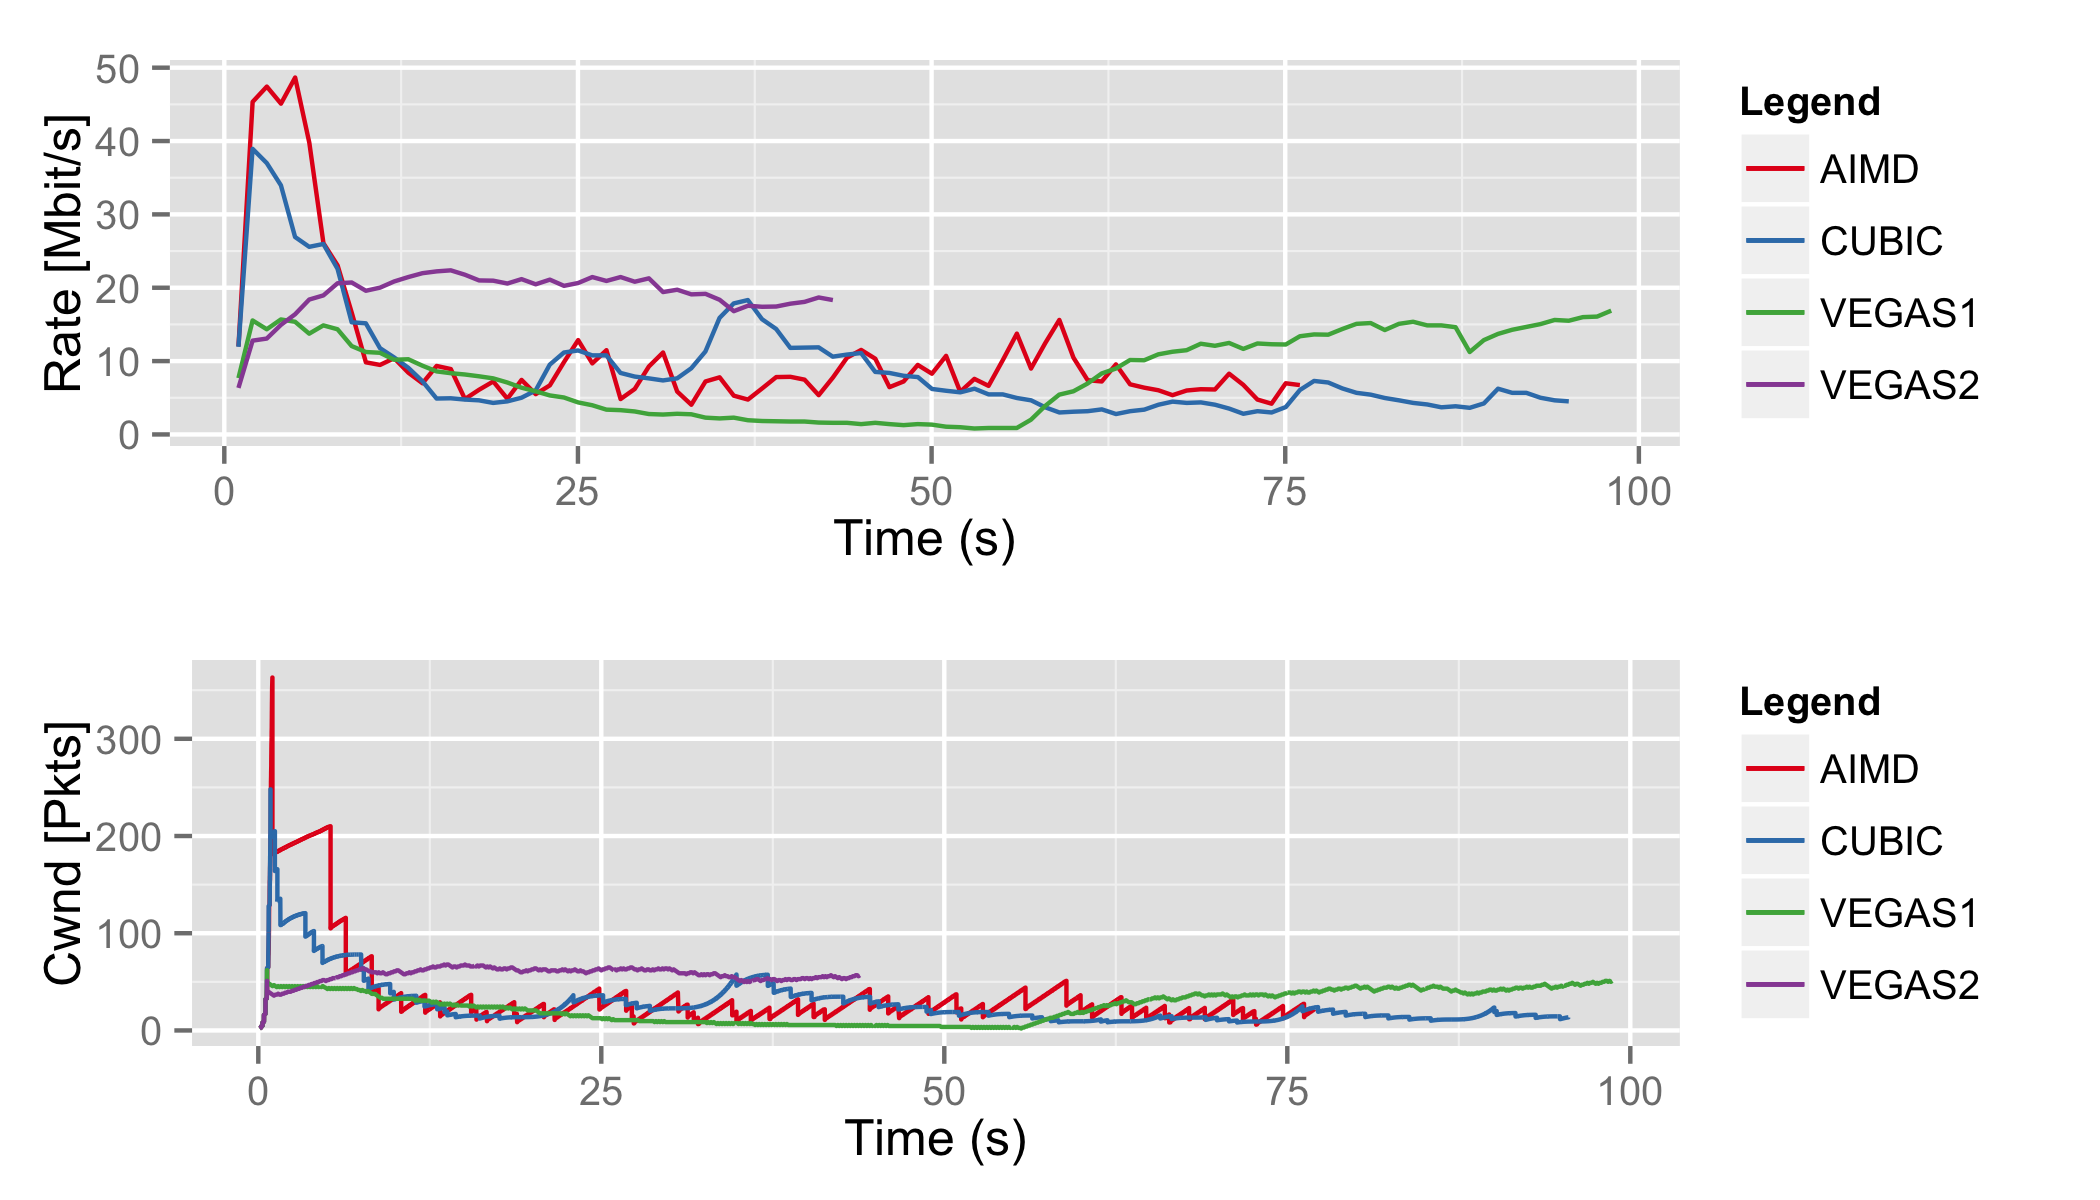 Rate [Mbit/s]
50
40
30
20
10
0
0 25 50 75 100
Time (s)
Legend
AIMD
CUBIC
VEGAS1
VEGAS2
Cwnd [Pkts]
300
200
100
0
0 25 50 75 100
Time (s)
Legend
AIMD
CUBIC
VEGAS1
VEGAS2